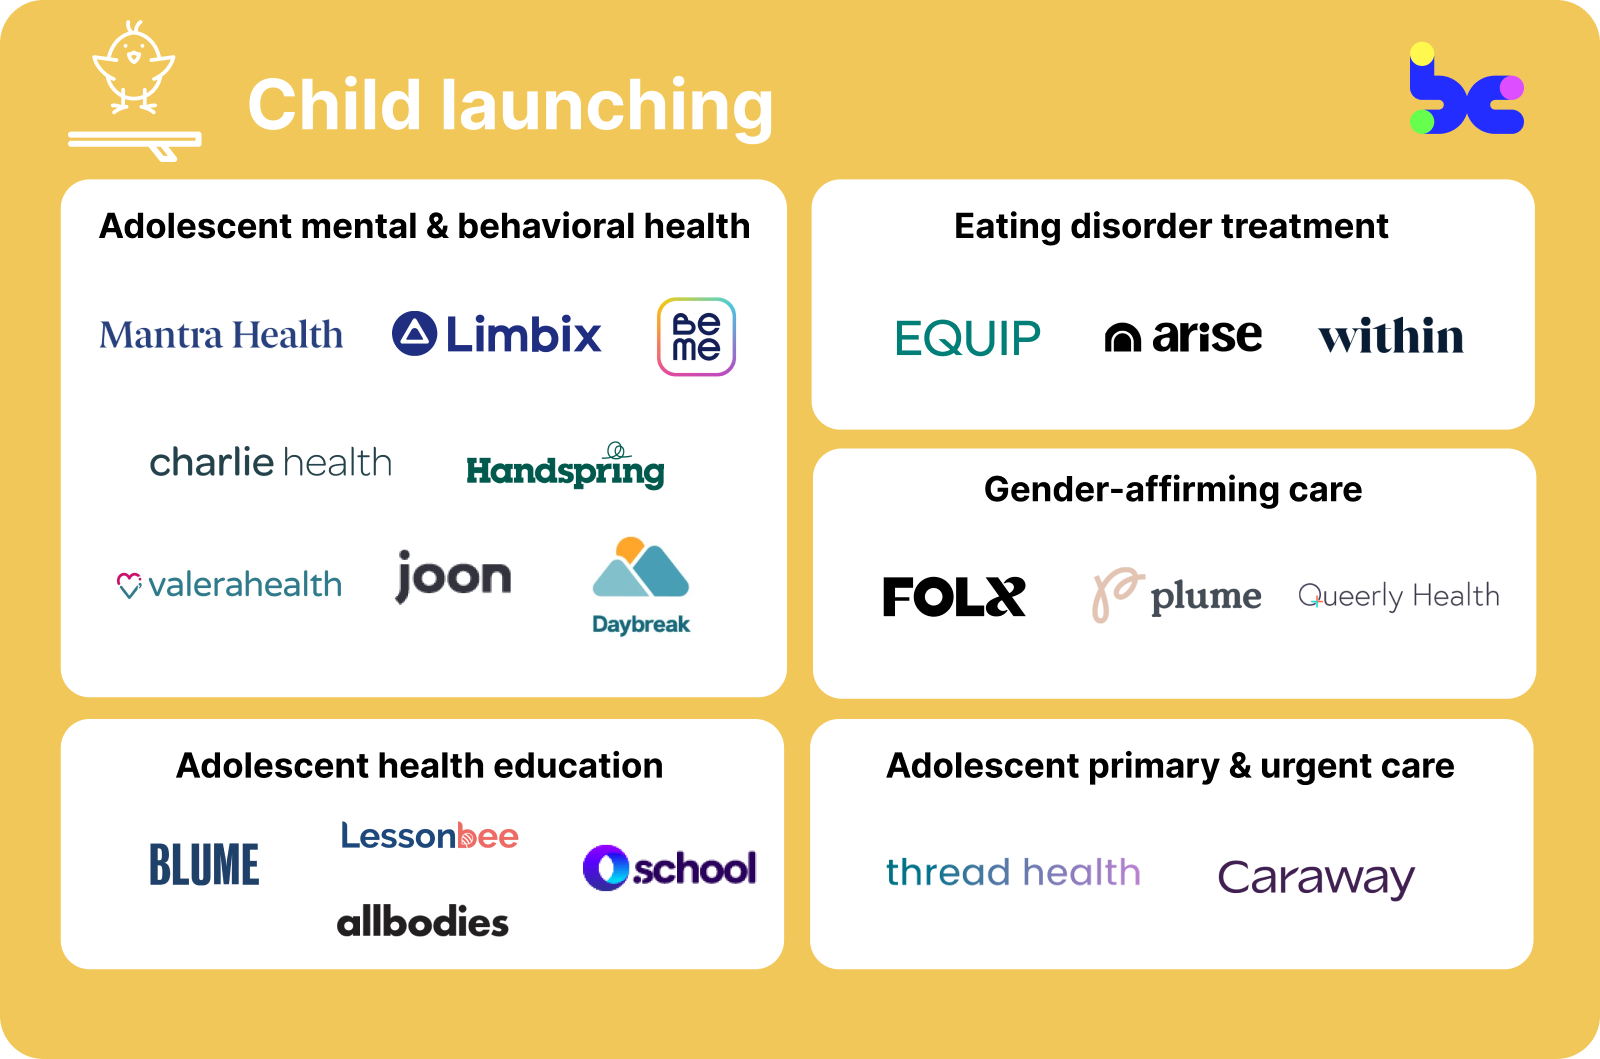 Child launching
bc
Adolescent mental & behavioral health
Mantra Health
Limbix
Be
me
charlie health
Handspring
valerahealth
joon
Daybreak
Eating disorder treatment
EQUIP
arise
within
Gender-affirming care
FOLX
plume
Queerly Health
Adolescent health education
BLUME
Lessonbee
O.school
allbodies
Adolescent primary & urgent care
thread health
Caraway